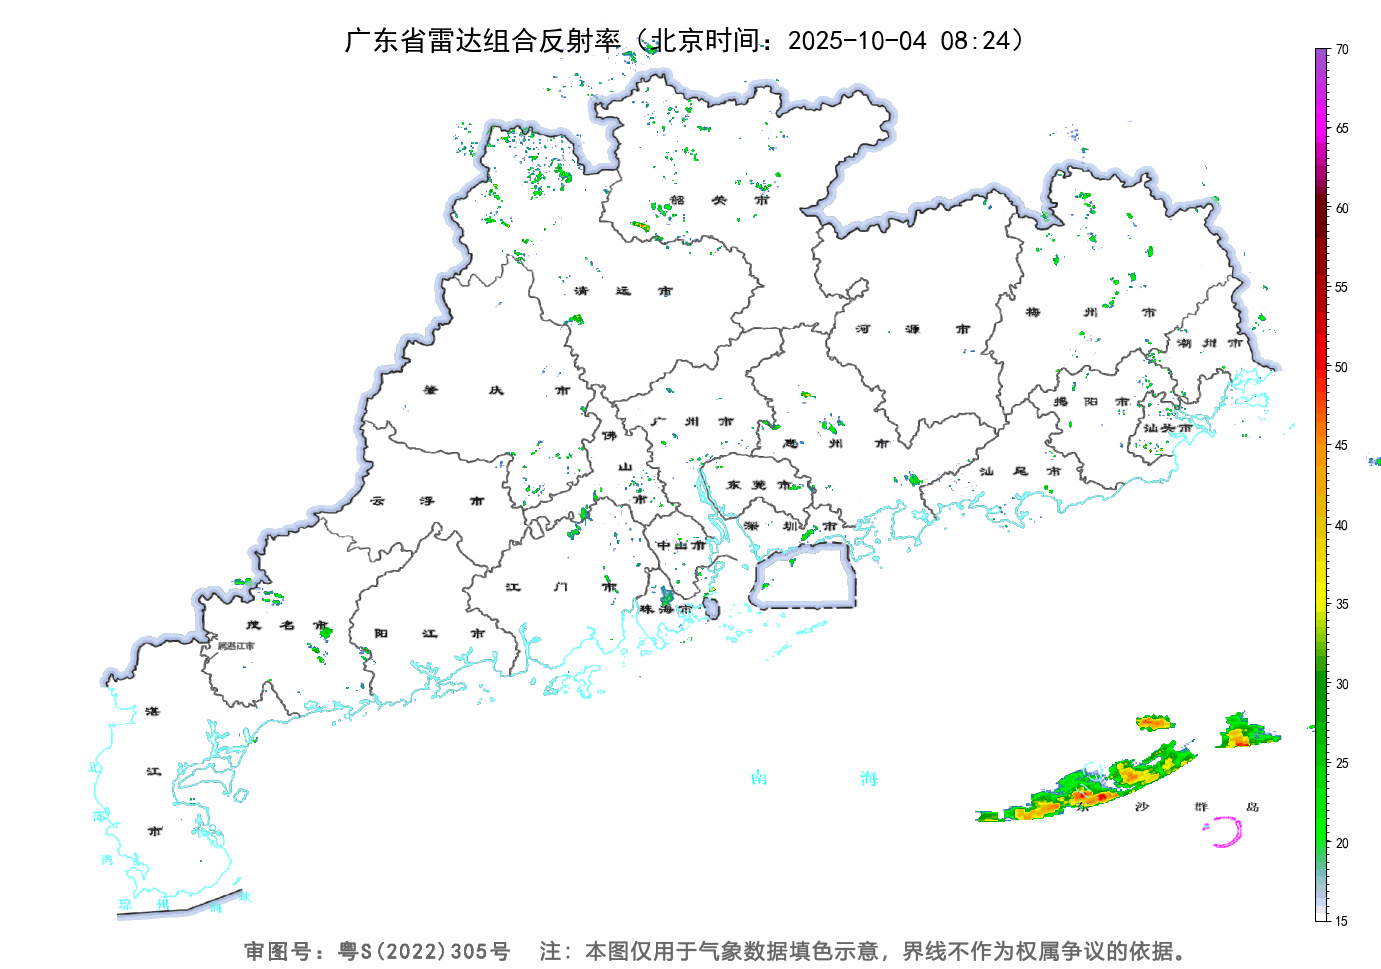 广东省雷达组合反射率（北京时间：2025-10-04 08:24）
70
65
60
55
50
45
40
35
30
25
20
15
韶 关 市
清 远 市
河 源 市
梅 州 市
潮 州 市
肇 庆 市
广 州 市
佛 山 市
惠 州 市
揭 阳 市
汕头市
汕 尾 市
东 莞 市
深 圳 市
云 浮 市
中山市
江 门 市
珠海市
茂 名 市
属湛江市
阳 江 市
湛 江 市
北 部 湾
琼 州 海 峡
南 海
东 沙 群 岛
审图号：粤S(2022)305号 注：本图仅用于气象数据填色示意，界线不作为权属争议的依据。